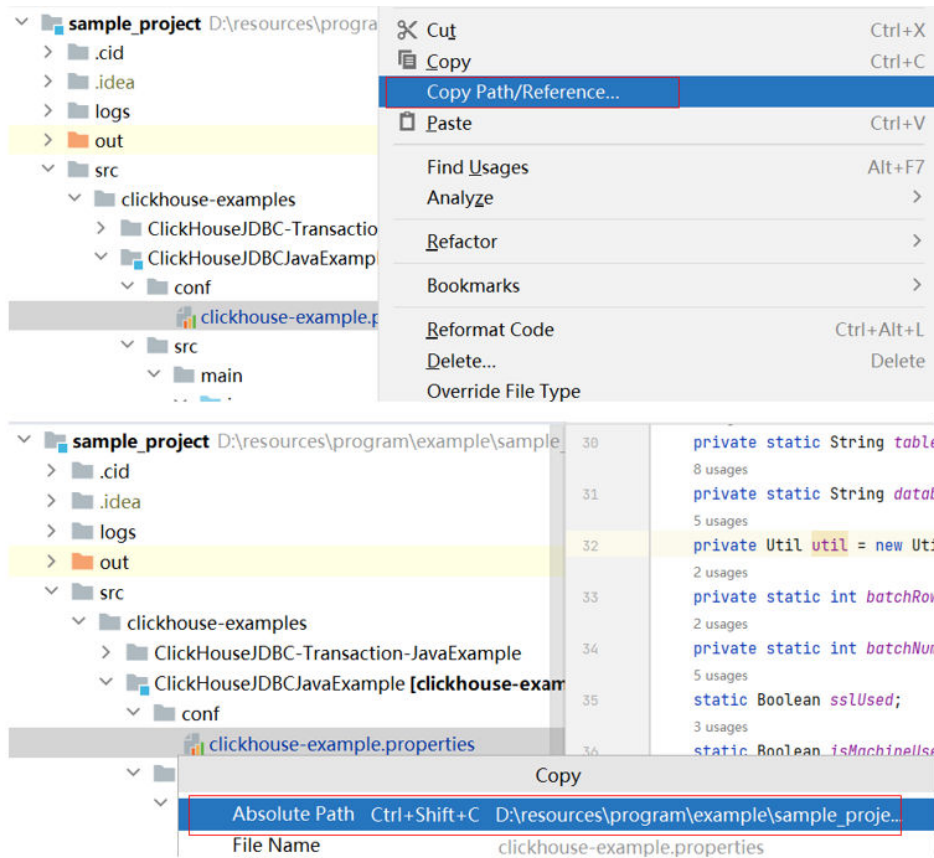 sample_project D:\resources\progra
.cid
.idea
logs
out
src
clickhouse-examples
ClickHouseJDBC-Transactio
ClickHouseJDBCJavaExamp
conf
clickhouse-example.p
src
main
Cut Ctrl+X
Copy Ctrl+C
Copy Path/Reference...
Paste Ctrl+V
Find Usages Alt+F7
Analyze
Refactor
Bookmarks
Reformat Code Ctrl+Alt+L
Delete... Delete
Override File Type
sample_project D:\resources\program\example\sample_
.cid
.idea
logs
out
src
clickhouse-examples
ClickHouseJDBC-Transaction-JavaExample
ClickHouseJDBCJavaExample [clickhouse-exam
conf
clickhouse-example.properties
30 private static String table
8 usages
31 private static String datab
5 usages
32 private Util util = new Uti
2 usages
33 private static int batchRow
2 usages
34 private static int batchNum
5 usages
35 static Boolean sslUsed;
3 usages
36 static Boolean isMachineUse
Copy
Absolute Path Ctrl+Shift+C D:\resources\program\example\sample_proje...
File Name clickhouse-example.properties